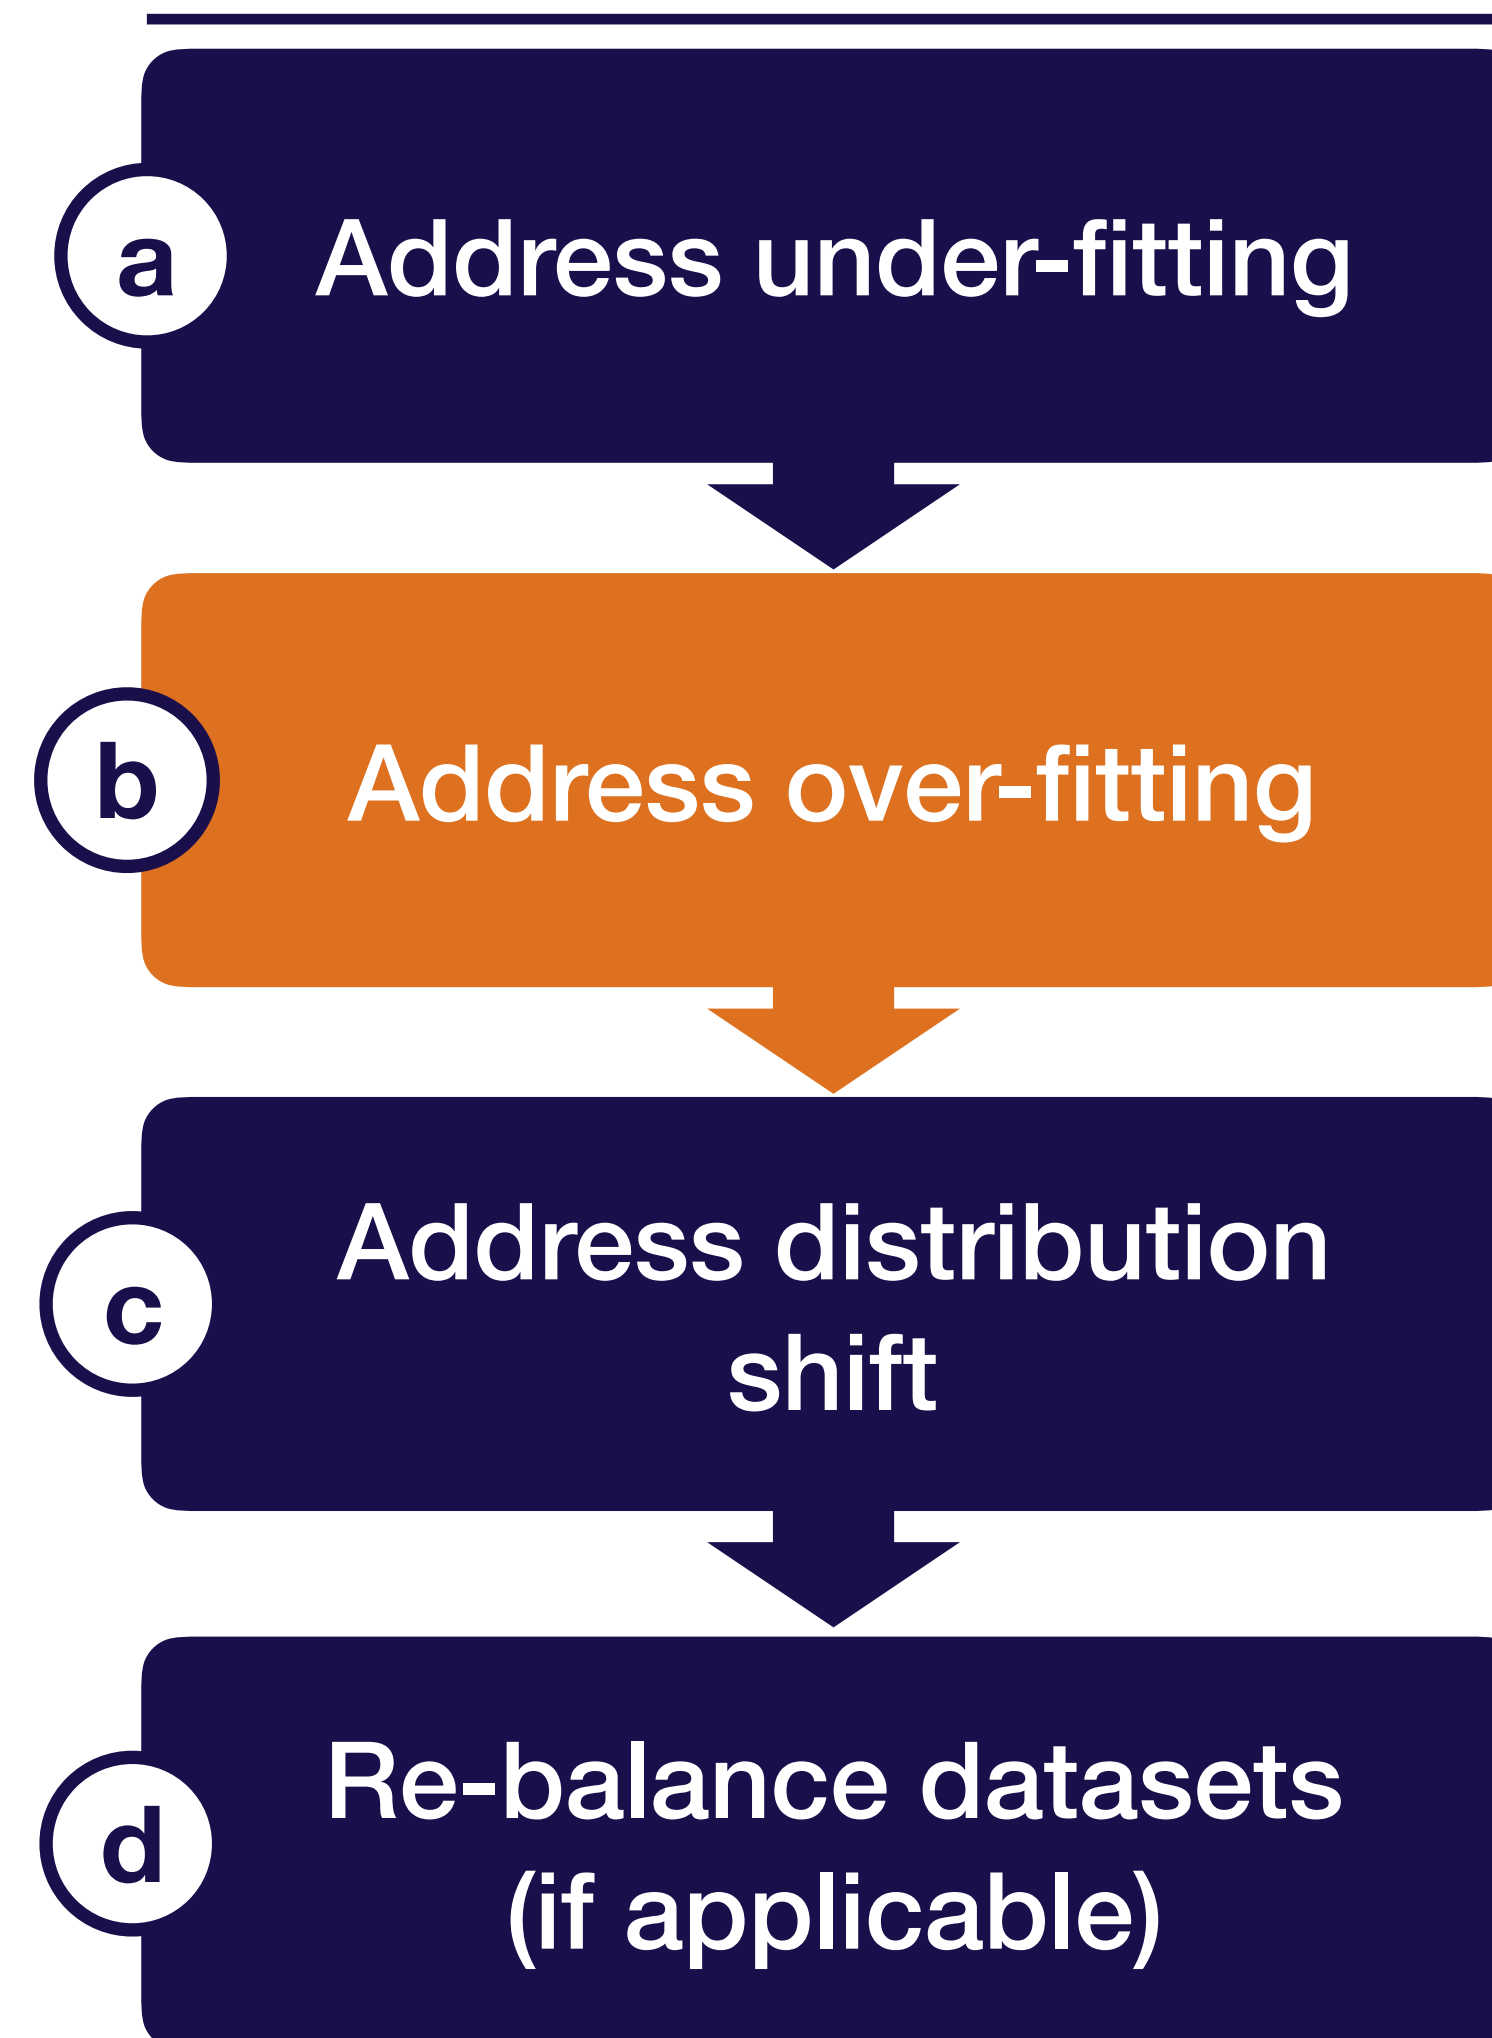 a
Address under-fitting
b
Address over-fitting
c
Address distribution
shift
d
Re-balance datasets
(if applicable)